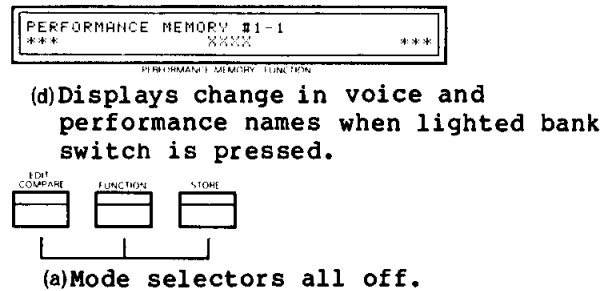 PERFORMANCE MEMORY #1-1
*** XXXX ***
PERFORMANCE MEMORY FUNCTION
(d)Displays change in voice and
performance names when lighted bank
switch is pressed.
EDIT
COMPARE FUNCTION STORE
(a)Mode selectors all off.